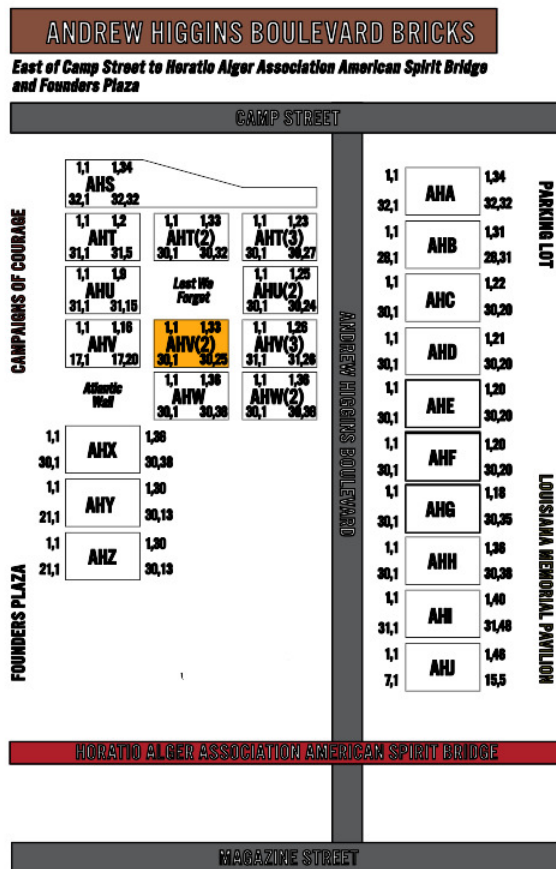 ANDREW HIGGINS BOULEVARD BRICKS
East of Camp Street to Horatio Alger Association American Spirit Bridge
and Founders Plaza
CAMP STREET
1,1 1,34
AHS
32,1 32,32
1,1 1,2
AHT
31,1 31,5
1,1 1,33
AHT(2)
30,1 30,32
1,1 1,23
AHT(3)
30,1 30,27
1,1 1,9
AHU
31,1 31,15
Lest We
Forget
1,1 1,25
AHU(2)
30,1 30,24
1,1 1,16
AHV
17,1 17,20
1,1 1,33
AHV(2)
30,1 30,25
1,1 1,26
AHV(3)
31,1 31,26
Atlantic
Wall
1,1 1,36
AHW
30,1 30,38
1,1 1,36
AHW(2)
30,1 30,38
1,1 1,36
AHX
30,1 30,38
1,1 1,30
AHY
21,1 30,13
1,1 1,30
AHZ
21,1 30,13
CAMPAIGNS OF COURAGE
FOUNDERS PLAZA
ANDREW HIGGINS BOULEVARD
1,1 1,34
AHA
32,1 32,32
1,1 1,31
AHB
28,1 28,31
1,1 1,22
AHC
30,1 30,20
1,1 1,21
AHD
30,1 30,20
1,1 1,20
AHE
30,1 30,20
1,1 1,20
AHF
30,1 30,20
1,1 1,18
AHG
30,1 30,35
1,1 1,36
AHH
30,1 30,38
1,1 1,40
AHI
31,1 31,48
1,1 1,46
AHJ
7,1 15,5
PARKING LOT
LOUISIANA MEMORIAL PAVILION
HORATIO ALGER ASSOCIATION AMERICAN SPIRIT BRIDGE
MAGAZINE STREET